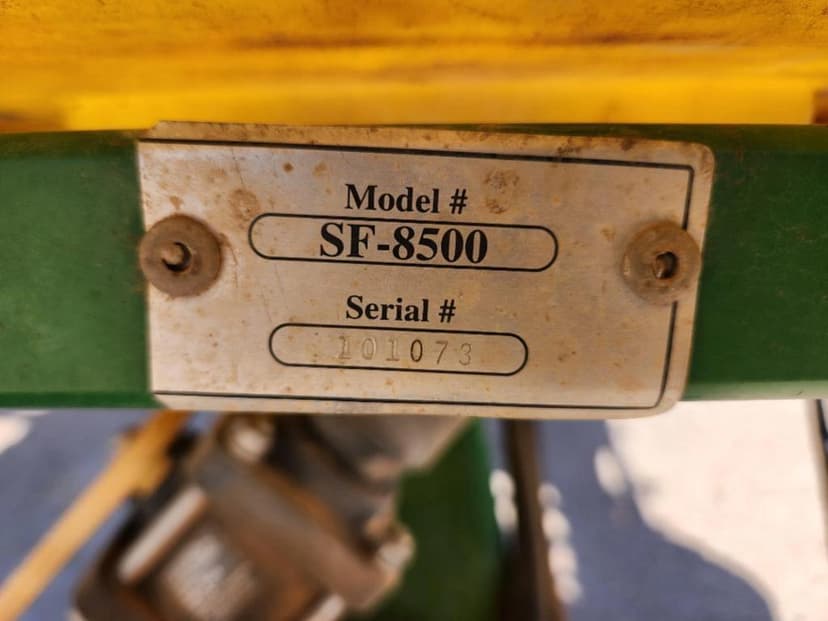 Model #
SF-8500
Serial #
101073